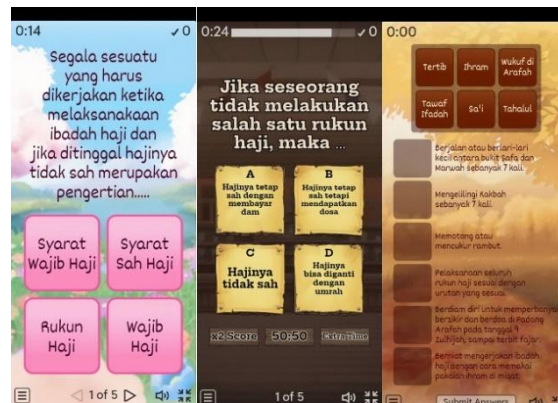 0:14
✓ 0
Segala sesuatu
yang harus
dikerjakan ketika
melaksanakaan
ibadah haji dan
jika ditinggal hajinya
tidak sah merupakan
pengertian.....
Syarat
Wajib Haji
Syarat
Sah Haji
Rukun
Haji
Wajib
Haji
1 of 5
0:24
✓ 0
Jika seseorang
tidak melakukan
salah satu rukun
haji, maka ...
A
Hajinya tetap
sah dengan
membayar
dam
B
Hajinya tetap
sah tetapi
mendapatkan
dosa
C
Hajinya
tidak sah
D
Hajinya
bisa diganti
dengan
umrah
x2 Score
50:50
Extra Time
1 of 5
0:00
Tertib
Ihram
Wukuf di
Arafah
Tawaf
Ifadah
Sa'i
Tahalul
Berjalan atau berlari-lari
kecil antara bukit Safa dan
Marwah sebanyak 7 kali.
Mengelilingi Kakbah
sebanyak 7 kali.
Memotong atau
mencukur rambut.
Pelaksanaan seluruh
rukun haji sesuai dengan
urutan yang sesuai.
Berdiam diri untuk memperbanya
berzikir dan berdoa di Padang
Arafah pada tanggal 9
Zulhijah, sampai terbit fajar.
Berniat mengerjakan ibadah
haji dengan cara memakai
pakaian ihram di miqat.
Submit Answers